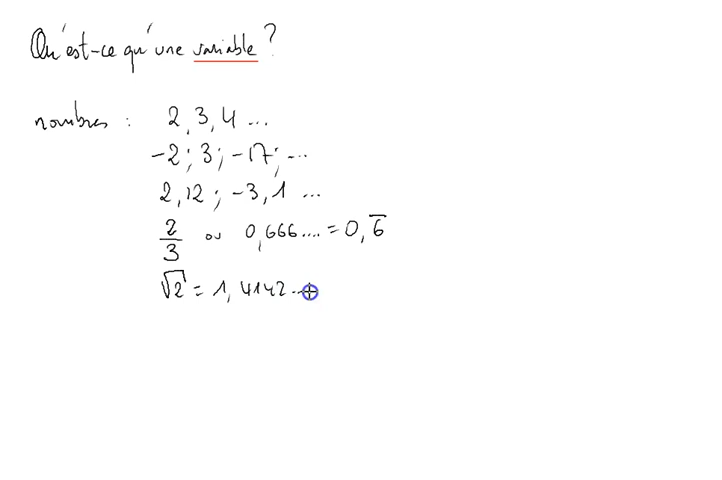 Qu'est-ce qu'une variable ?
nombres : 2, 3, 4 ...
-2 ; 3 ; -17 ; ...
2,12 ; -3,1 ...
2/3 ou 0,666.... = 0,6̅
√2 = 1,4142...